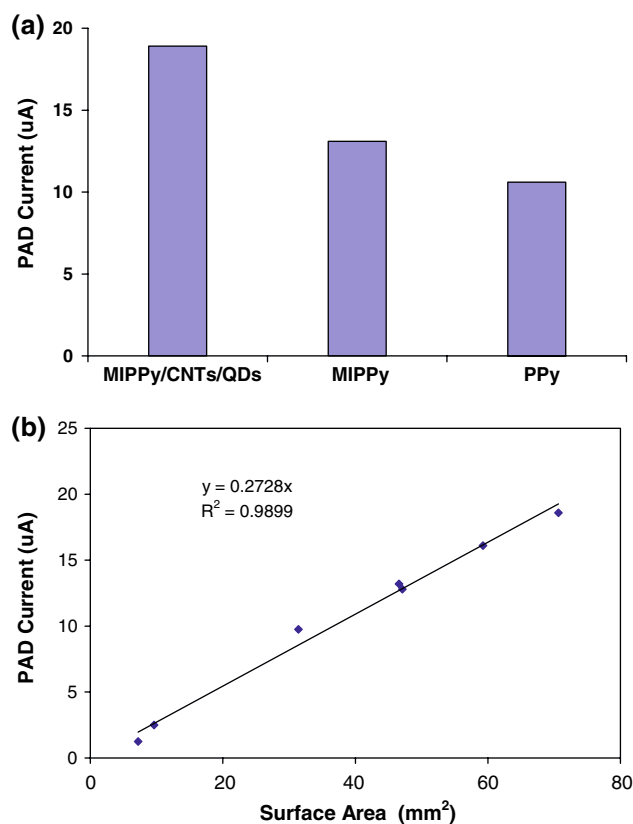 (a)
20
15
10
5
0
PAD Current (uA)
MIPPy/CNTs/QDs MIPPy PPy
(b)
25
20
15
10
5
0
PAD Current (uA)
y = 0.2728x
R² = 0.9899
0 20 40 60 80
Surface Area (mm²)